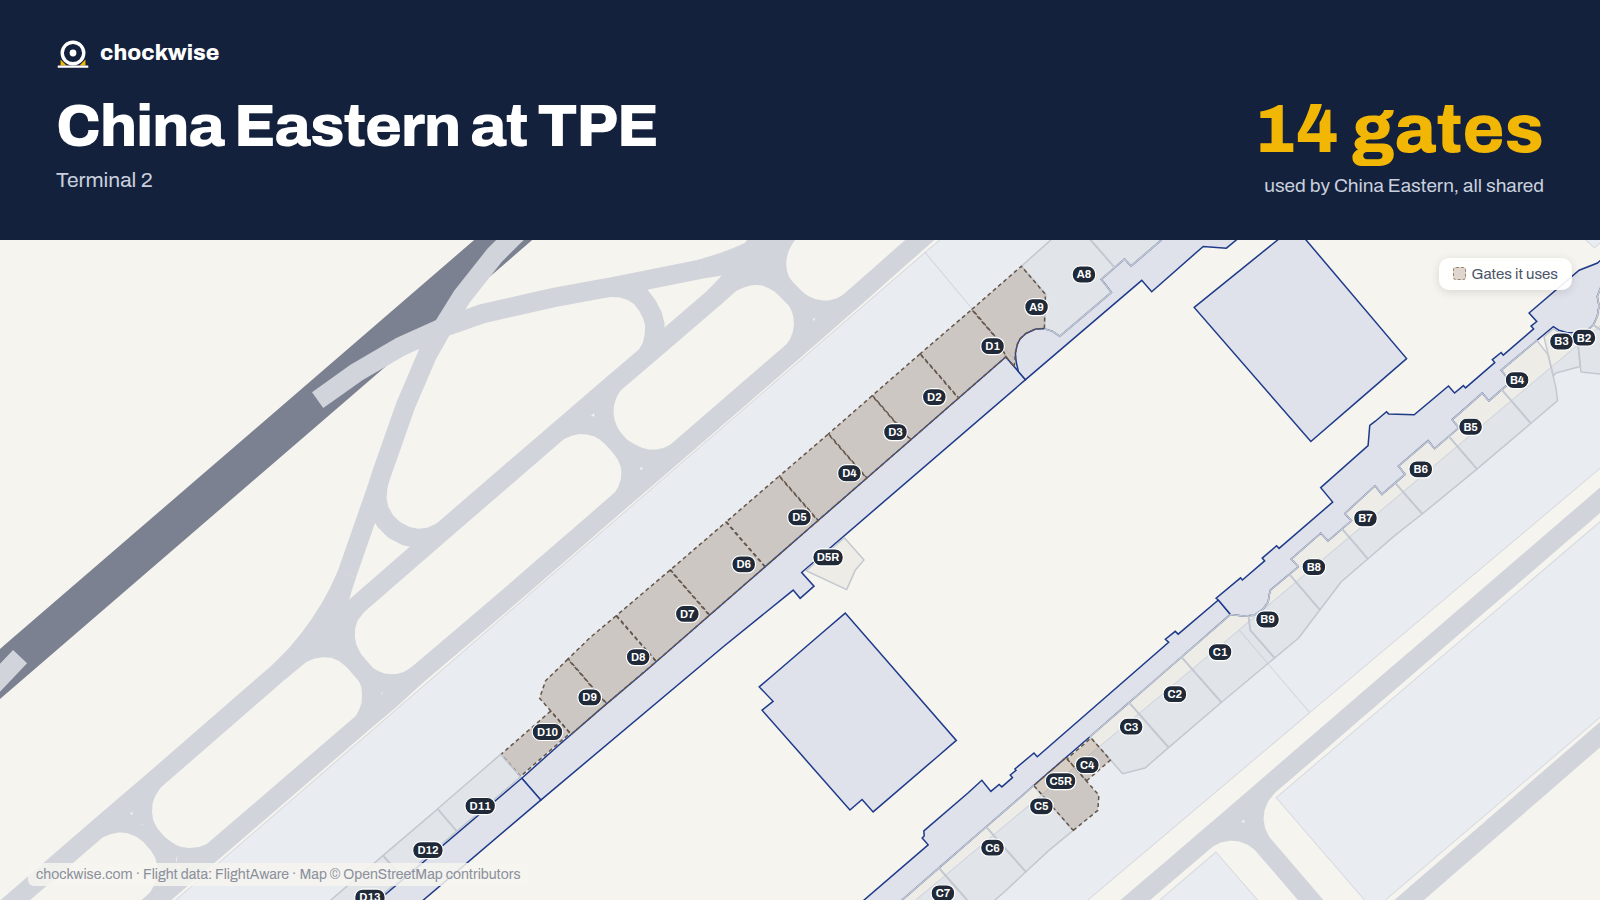 chockwise
China Eastern at TPE
Terminal 2
14 gates
used by China Eastern, all shared
Gates it uses
A8
A9
D1
D2
D3
D4
D5
D5R
D6
D7
D8
D9
D10
D11
D12
D13
B2
B3
B4
B5
B6
B7
B8
B9
C1
C2
C3
C4
C5R
C5
C6
C7
chockwise.com · Flight data: FlightAware · Map © OpenStreetMap contributors